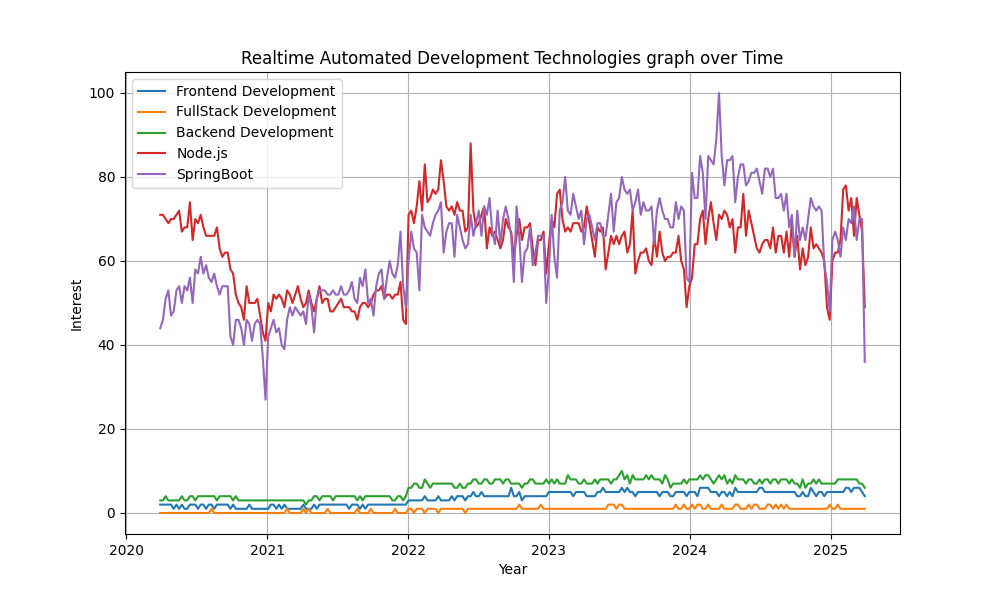 Realtime Automated Development Technologies graph over Time
Frontend Development
FullStack Development
Backend Development
Node.js
SpringBoot
100
80
60
40
20
0
Interest
2020 2021 2022 2023 2024 2025
Year